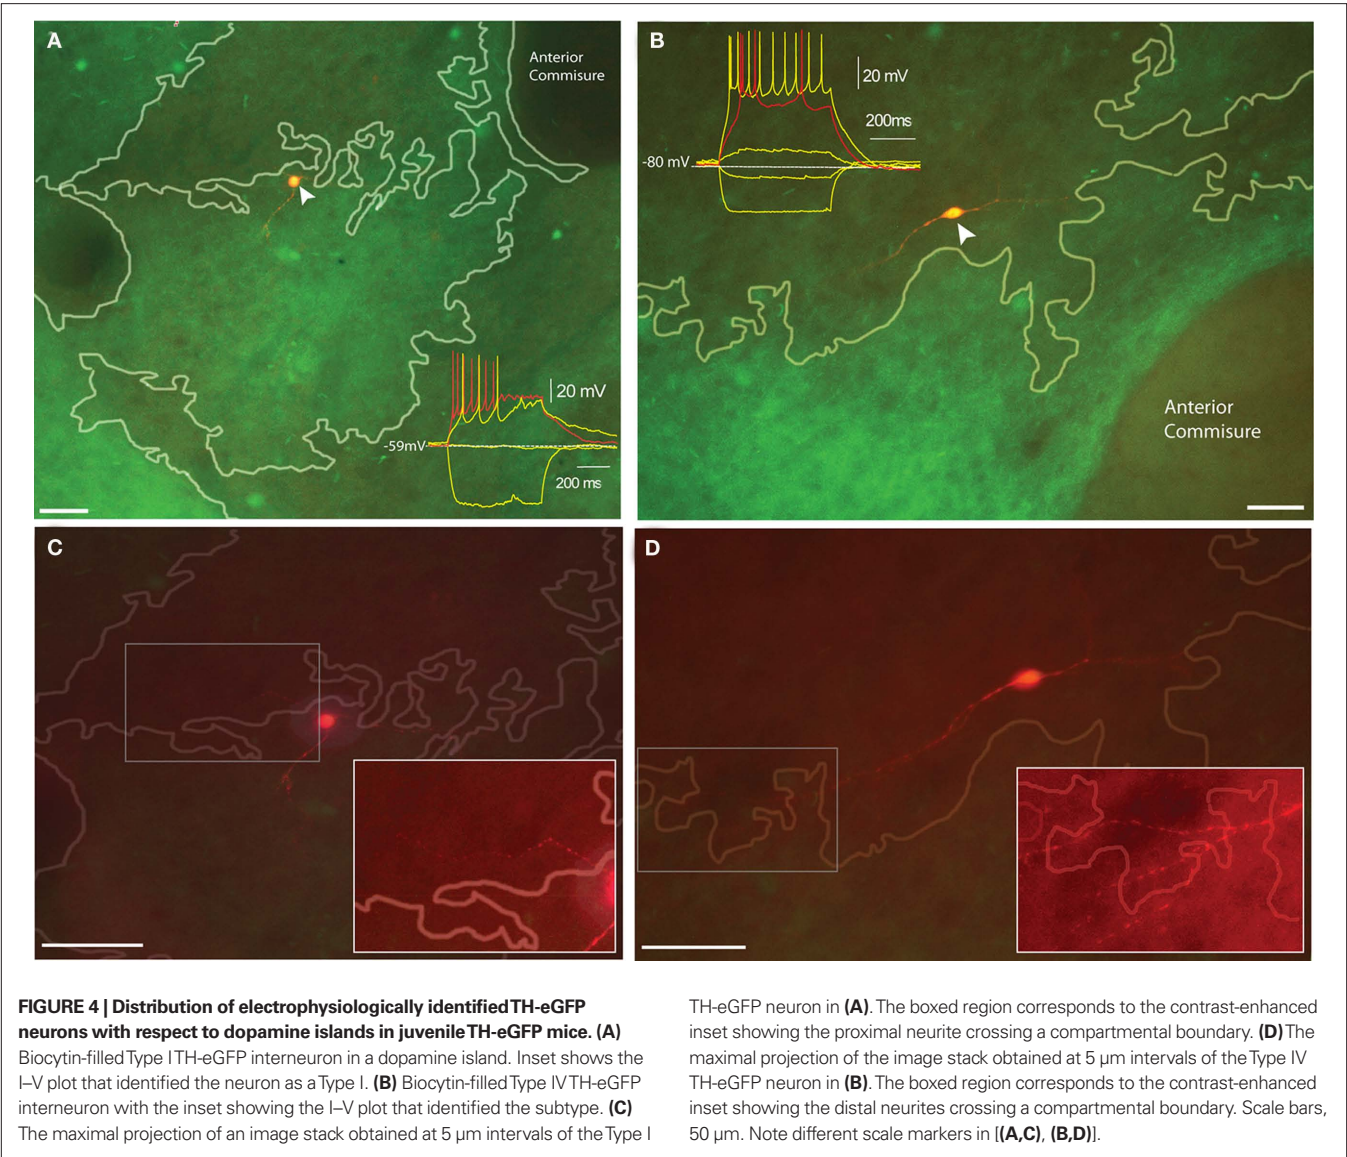 A
Anterior
Commisure
20 mV
-59mV
200 ms
B
20 mV
200ms
-80 mV
Anterior
Commisure
C
D
FIGURE 4 | Distribution of electrophysiologically identified TH-eGFP
neurons with respect to dopamine islands in juvenile TH-eGFP mice. (A)
Biocytin-filled Type I TH-eGFP interneuron in a dopamine island. Inset shows the
I–V plot that identified the neuron as a Type I. (B) Biocytin-filled Type IV TH-eGFP
interneuron with the inset showing the I–V plot that identified the subtype. (C)
The maximal projection of an image stack obtained at 5 µm intervals of the Type I
TH-eGFP neuron in (A). The boxed region corresponds to the contrast-enhanced
inset showing the proximal neurite crossing a compartmental boundary. (D) The
maximal projection of the image stack obtained at 5 µm intervals of the Type IV
TH-eGFP neuron in (B). The boxed region corresponds to the contrast-enhanced
inset showing the distal neurites crossing a compartmental boundary. Scale bars,
50 µm. Note different scale markers in [(A,C), (B,D)].